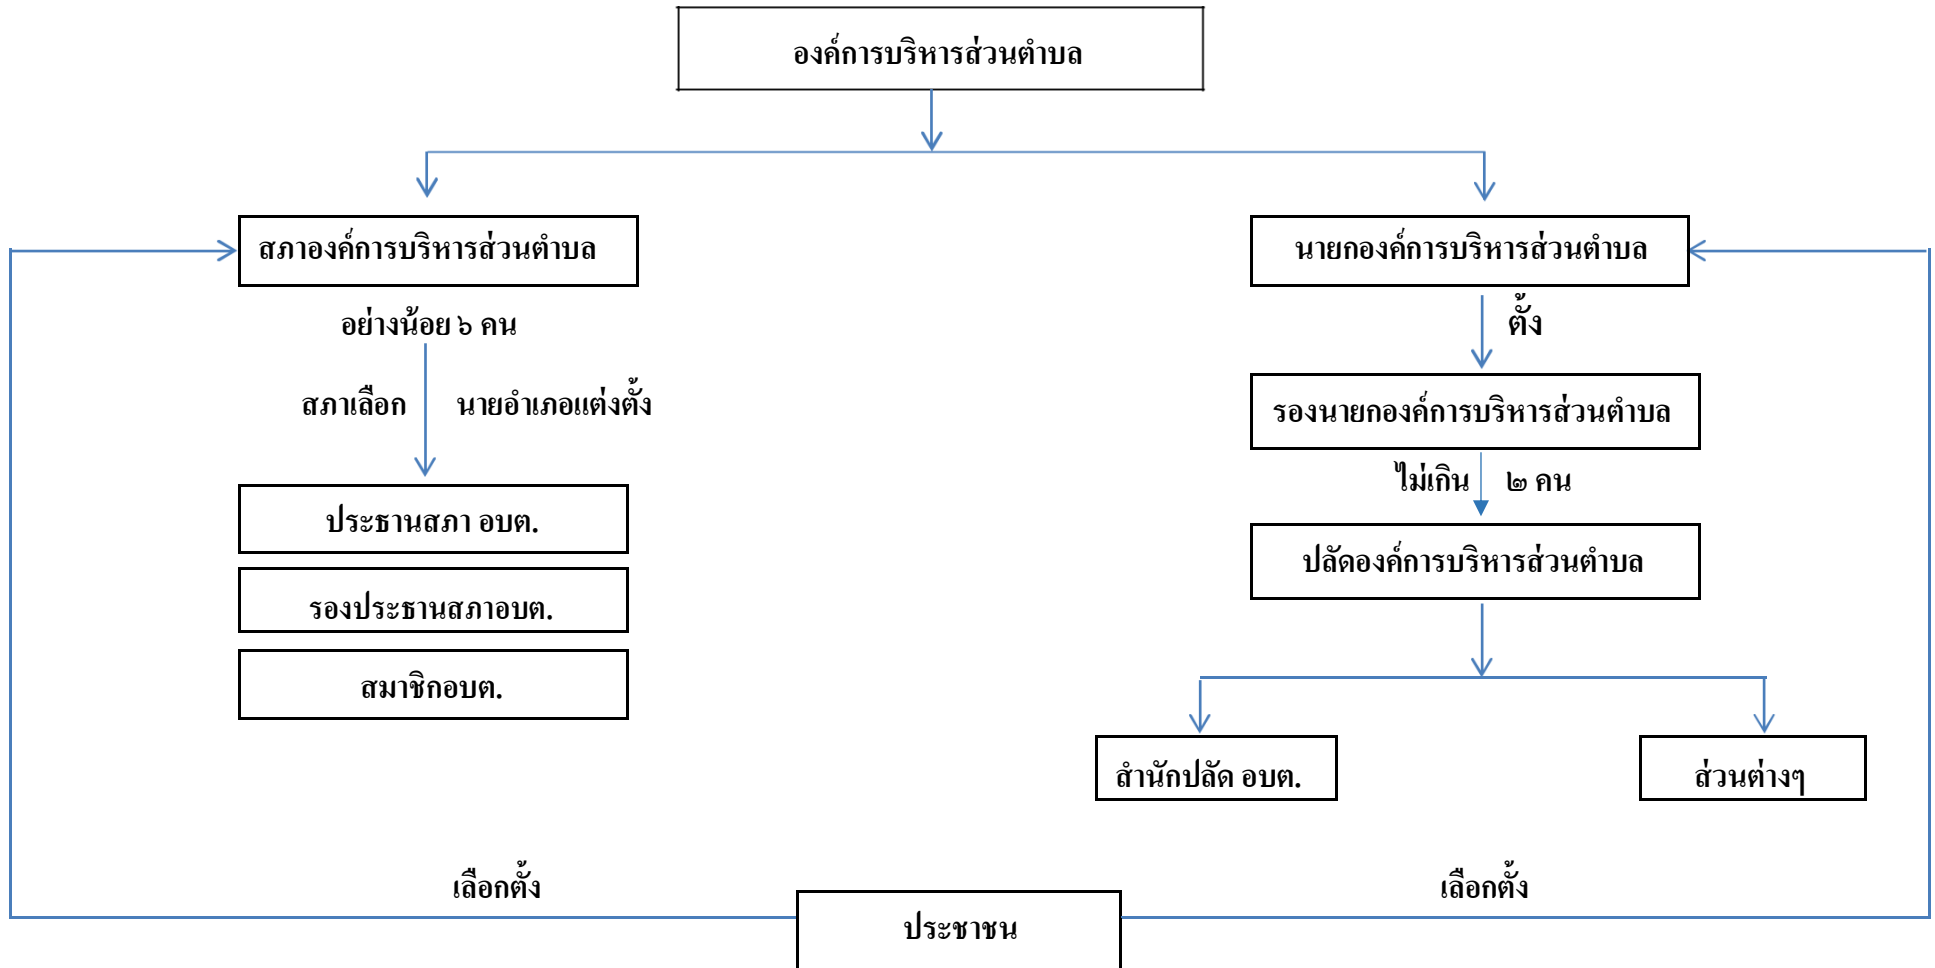 องค์การบริหารส่วนตำบล
สภาองค์การบริหารส่วนตำบล
นายกองค์การบริหารส่วนตำบล
อย่างน้อย ๖ คน
ตั้ง
สภาเลือก นายอำเภอแต่งตั้ง
รองนายกองค์การบริหารส่วนตำบล
ไม่เกิน ๒ คน
ประธานสภา อบต.
ปลัดองค์การบริหารส่วนตำบล
รองประธานสภาอบต.
สมาชิกอบต.
สำนักปลัด อบต.
ส่วนต่างๆ
เลือกตั้ง
เลือกตั้ง
ประชาชน